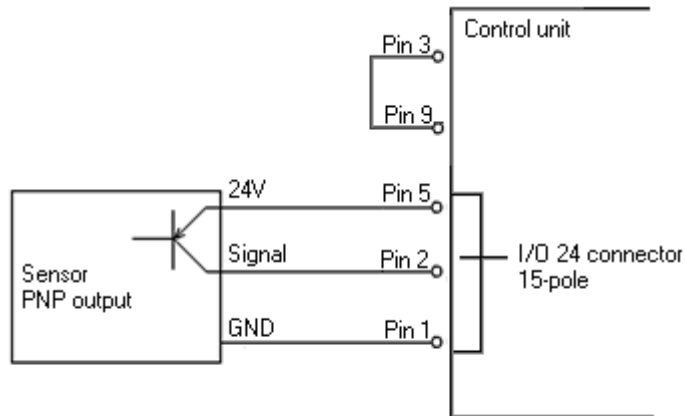 Control unit
Pin 3
Pin 9
24V
Pin 5
Signal
Pin 2
GND
Pin 1
Sensor
PNP output
I/O 24 connector
15-pole